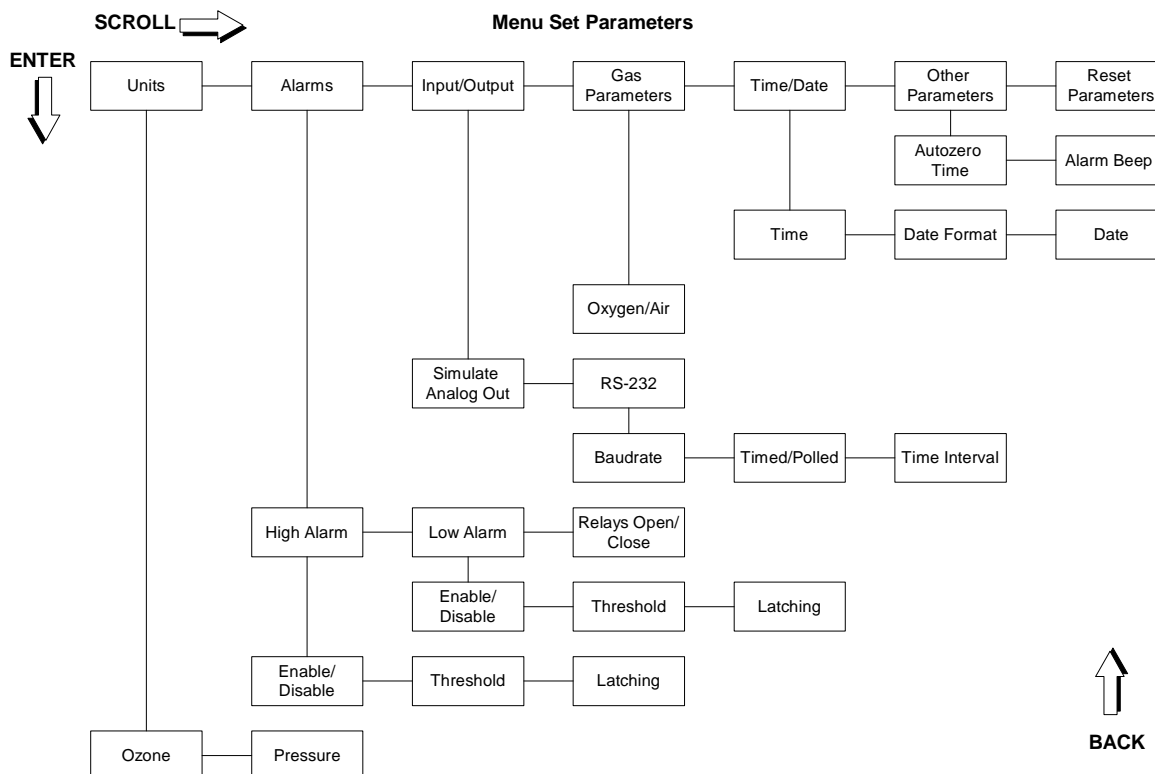 SCROLL
Menu Set Parameters
ENTER
Units
Alarms
Input/Output
Gas
Parameters
Time/Date
Other
Parameters
Reset
Parameters
Autozero
Time
Alarm Beep
Time
Date Format
Date
Oxygen/Air
Simulate
Analog Out
RS-232
Baudrate
Timed/Polled
Time Interval
High Alarm
Low Alarm
Relays Open/
Close
Enable/
Disable
Threshold
Latching
Enable/
Disable
Threshold
Latching
Ozone
Pressure
BACK